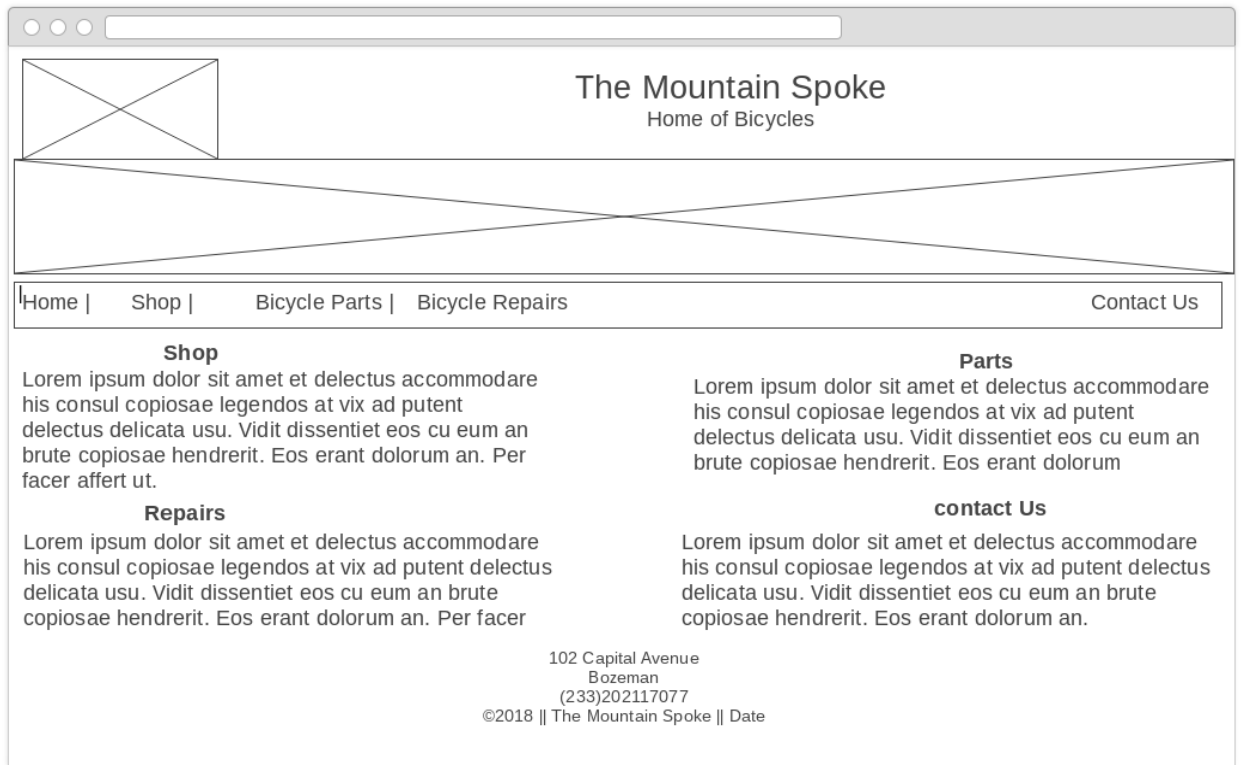 The Mountain Spoke
Home of Bicycles
Home | Shop | Bicycle Parts | Bicycle Repairs Contact Us
Shop
Lorem ipsum dolor sit amet et delectus accommodare
his consul copiosae legendos at vix ad putent
delectus delicata usu. Vidit dissentiet eos cu eum an
brute copiosae hendrerit. Eos erant dolorum an. Per
facer affert ut.
Parts
Lorem ipsum dolor sit amet et delectus accommodare
his consul copiosae legendos at vix ad putent
delectus delicata usu. Vidit dissentiet eos cu eum an
brute copiosae hendrerit. Eos erant dolorum
Repairs
Lorem ipsum dolor sit amet et delectus accommodare
his consul copiosae legendos at vix ad putent delectus
delicata usu. Vidit dissentiet eos cu eum an brute
copiosae hendrerit. Eos erant dolorum an. Per facer
contact Us
Lorem ipsum dolor sit amet et delectus accommodare
his consul copiosae legendos at vix ad putent delectus
delicata usu. Vidit dissentiet eos cu eum an brute
copiosae hendrerit. Eos erant dolorum an.
102 Capital Avenue
Bozeman
(233)202117077
©2018 || The Mountain Spoke || Date